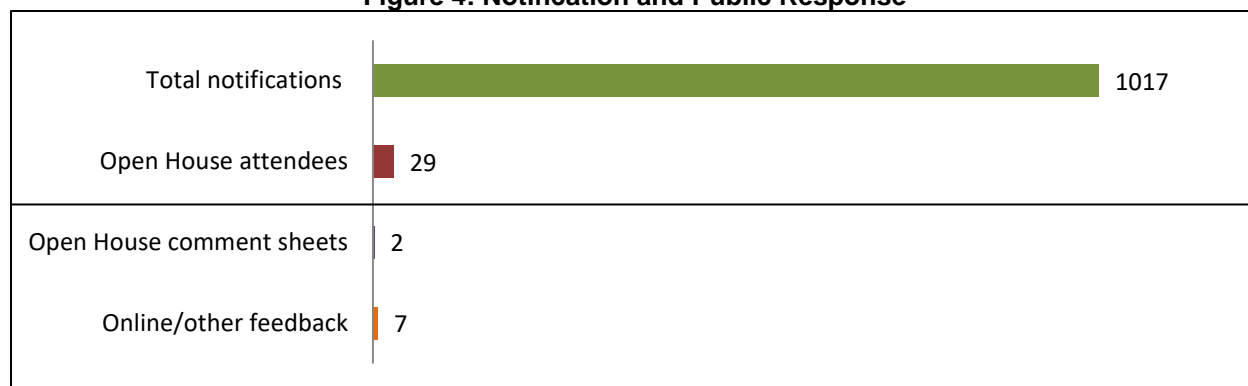 Figure 4: Notification and Public Response
Total notifications 1017
Open House attendees 29
Open House comment sheets 2
Online/other feedback 7